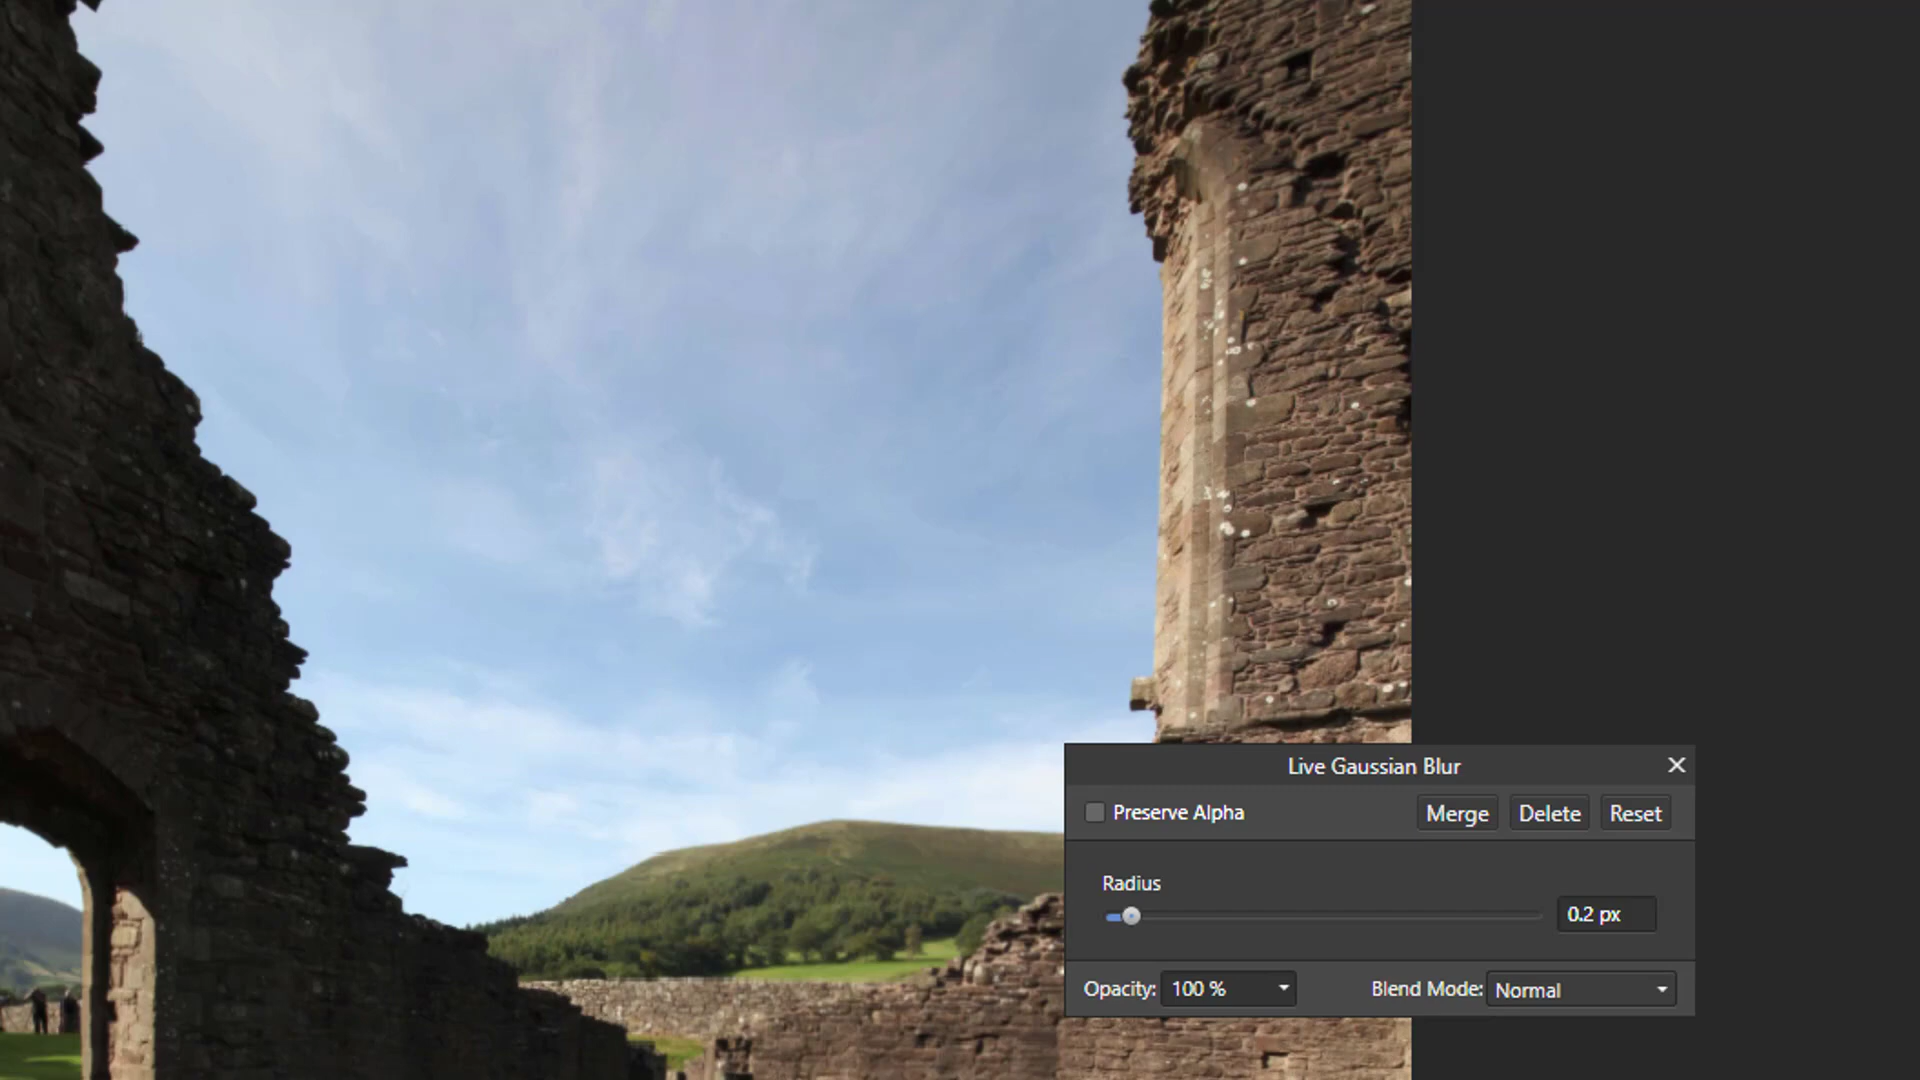 Live Gaussian Blur
Preserve Alpha
Merge
Delete
Reset
Radius
0.2 px
Opacity: 100 %
Blend Mode: Normal